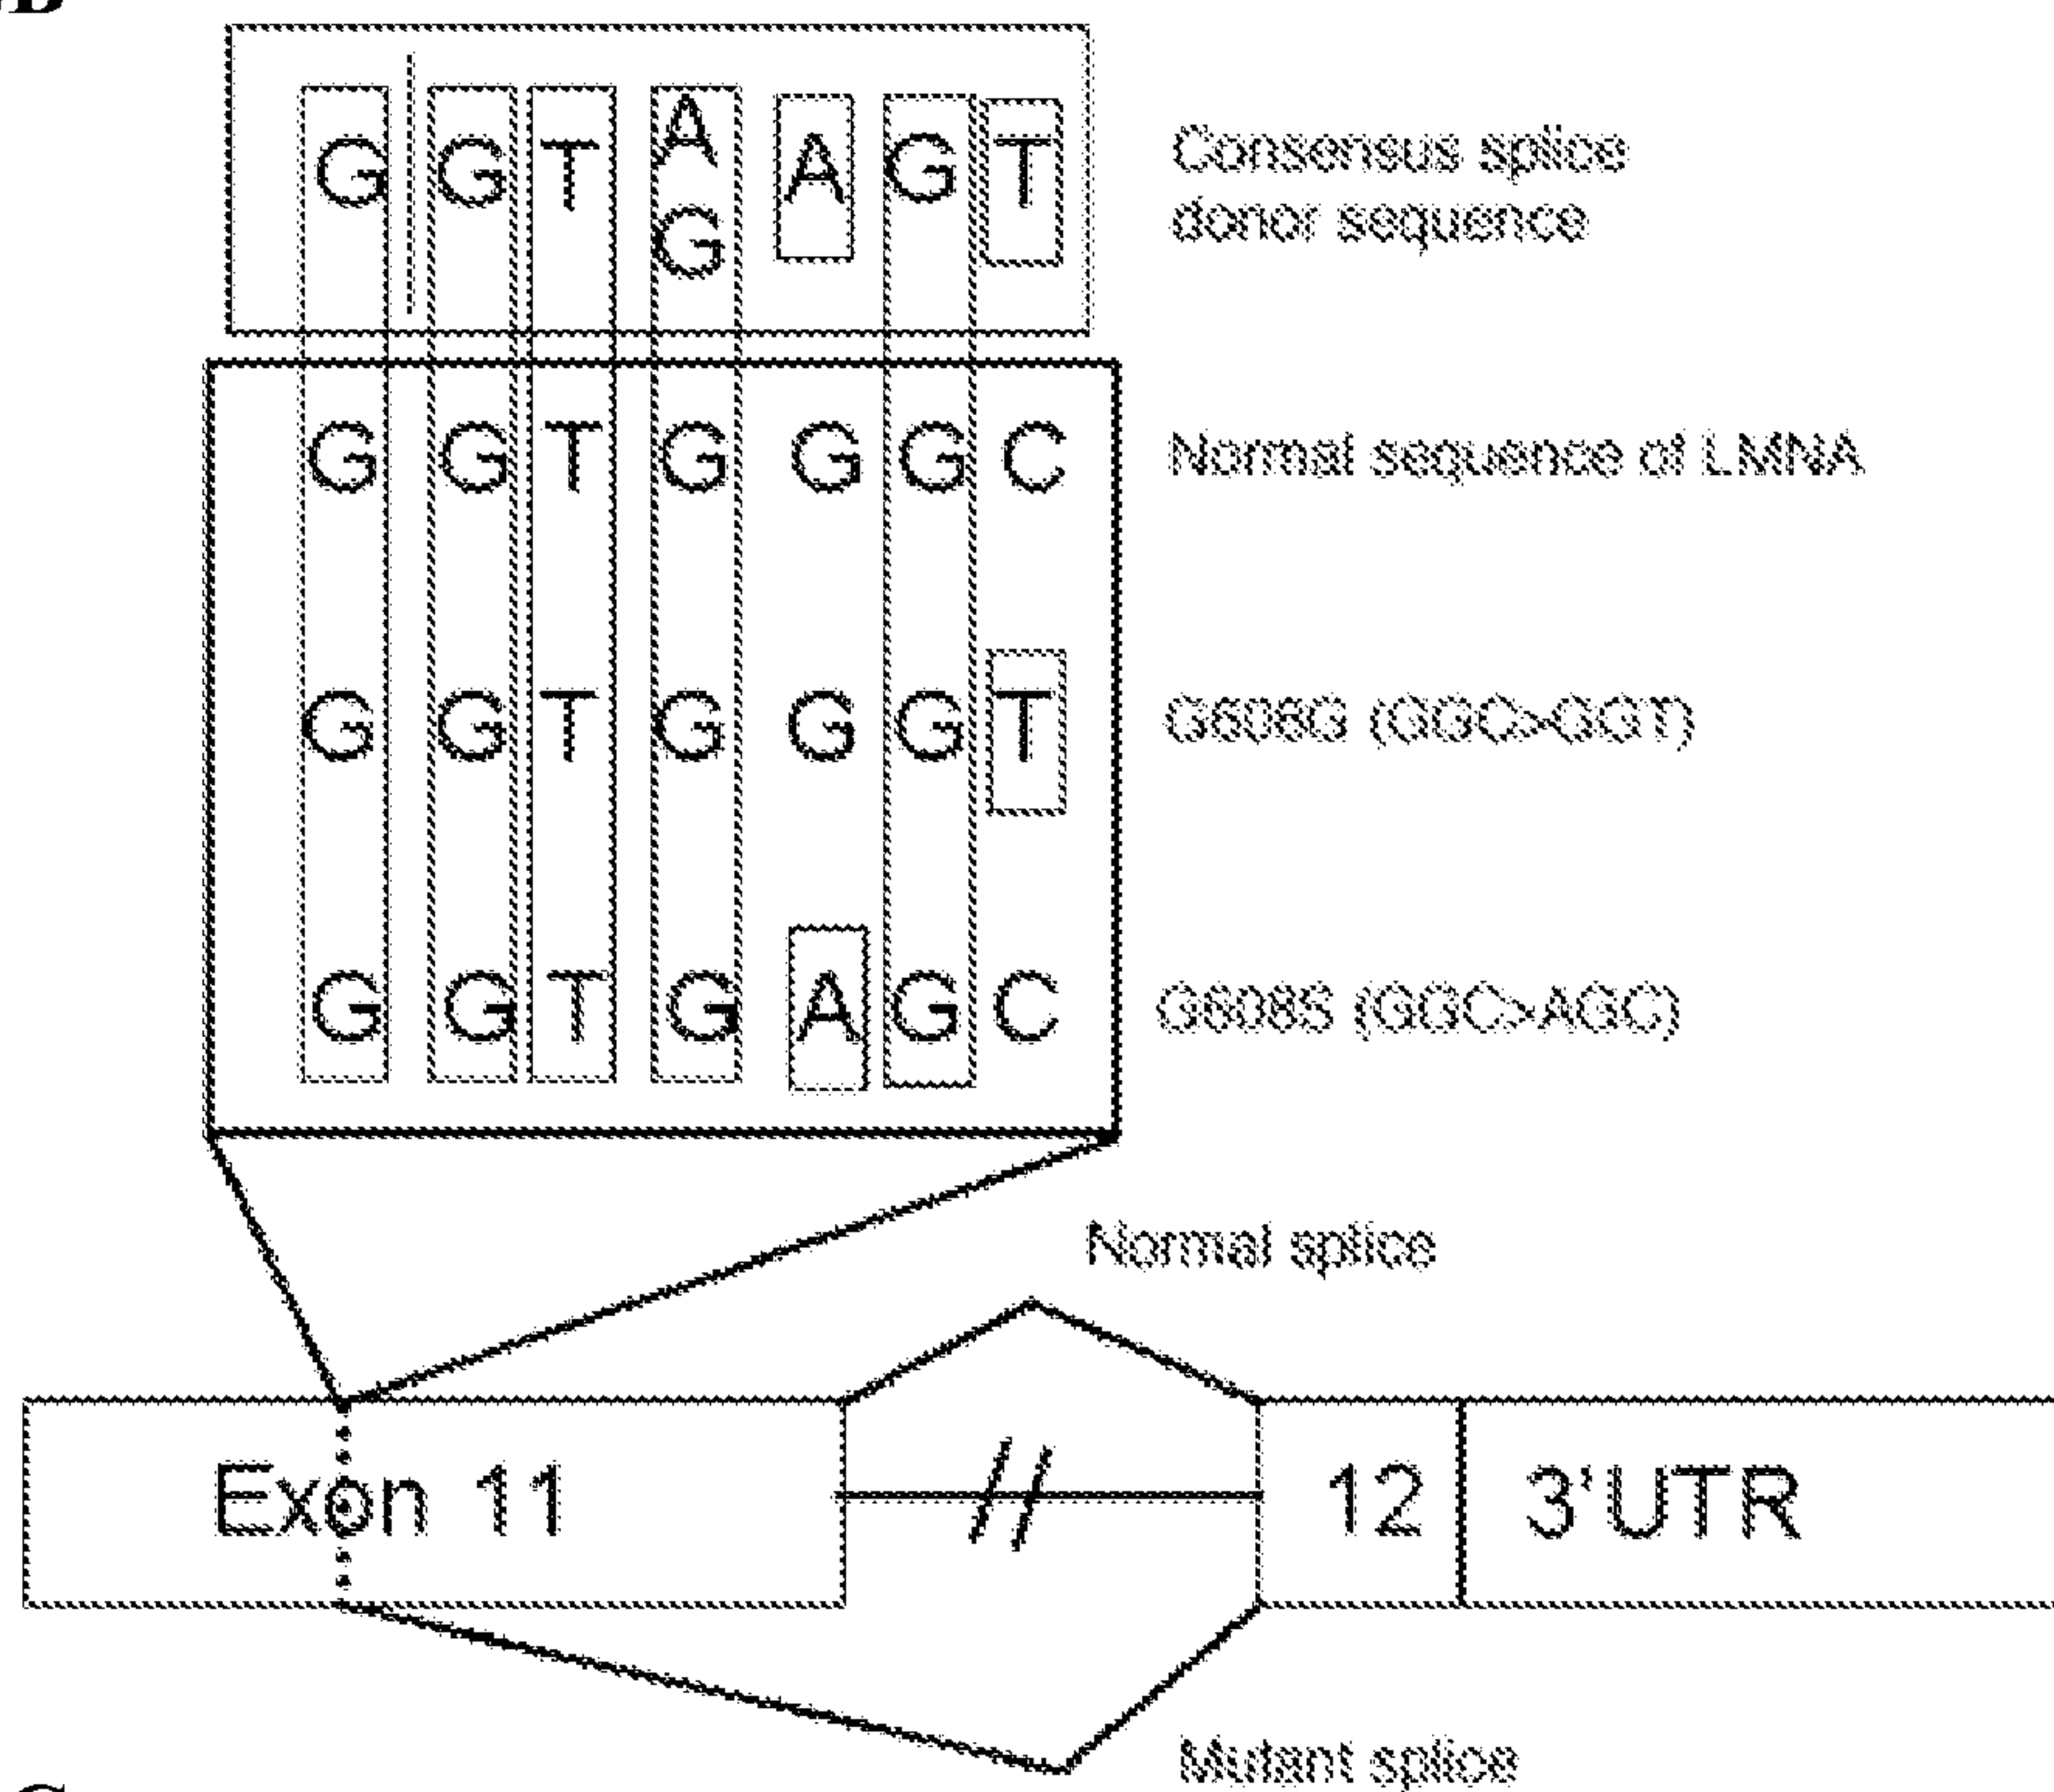 B
G G T A A G T
G
Consensus splice
donor sequence
G G T G G G C
Normal sequence of LMNA
G G T G G G T
G608G (GGC>GGT)
G G T G A G C
G608S (GGC>AGC)
Normal splice
Exon 11
12
3'UTR
Mutant splice